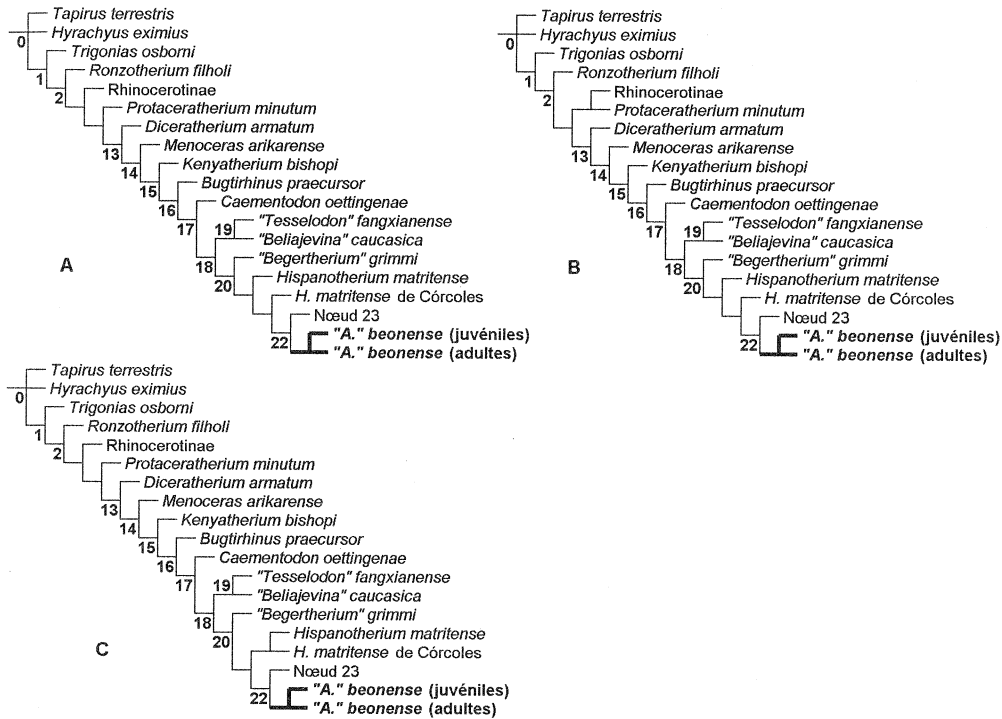 Tapirus terrestris
Hyrachyus eximius
0
Trigonias osborni
1
Ronzotherium filholi
2
Rhinocerotinae
Protaceratherium minutum
Diceratherium armatum
13
Menoceras arikarense
14
Kenyatherium bishopi
15
Bugtirhinus praecursor
16
Caementodon oettingenae
17
"Tesselodon" fangxianense
19
"Beliajevina" caucasica
18
"Begertherium" grimmi
20
A
Hispanotherium matritense
H. matritense de Córcoles
Nœud 23
"A." beonense (juvéniles)
22
"A." beonense (adultes)
Tapirus terrestris
Hyrachyus eximius
0
Trigonias osborni
1
Ronzotherium filholi
2
Rhinocerotinae
Protaceratherium minutum
Diceratherium armatum
13
Menoceras arikarense
14
Kenyatherium bishopi
15
Bugtirhinus praecursor
16
Caementodon oettingenae
17
"Tesselodon" fangxianense
19
"Beliajevina" caucasica
18
"Begertherium" grimmi
20
B
Hispanotherium matritense
H. matritense de Córcoles
Nœud 23
"A." beonense (juvéniles)
22
"A." beonense (adultes)
Tapirus terrestris
Hyrachyus eximius
0
Trigonias osborni
1
Ronzotherium filholi
2
Rhinocerotinae
Protaceratherium minutum
Diceratherium armatum
13
Menoceras arikarense
14
Kenyatherium bishopi
15
Bugtirhinus praecursor
16
Caementodon oettingenae
17
"Tesselodon" fangxianense
19
"Beliajevina" caucasica
18
"Begertherium" grimmi
20
Hispanotherium matritense
C
H. matritense de Córcoles
Nœud 23
"A." beonense (juvéniles)
22
"A." beonense (adultes)